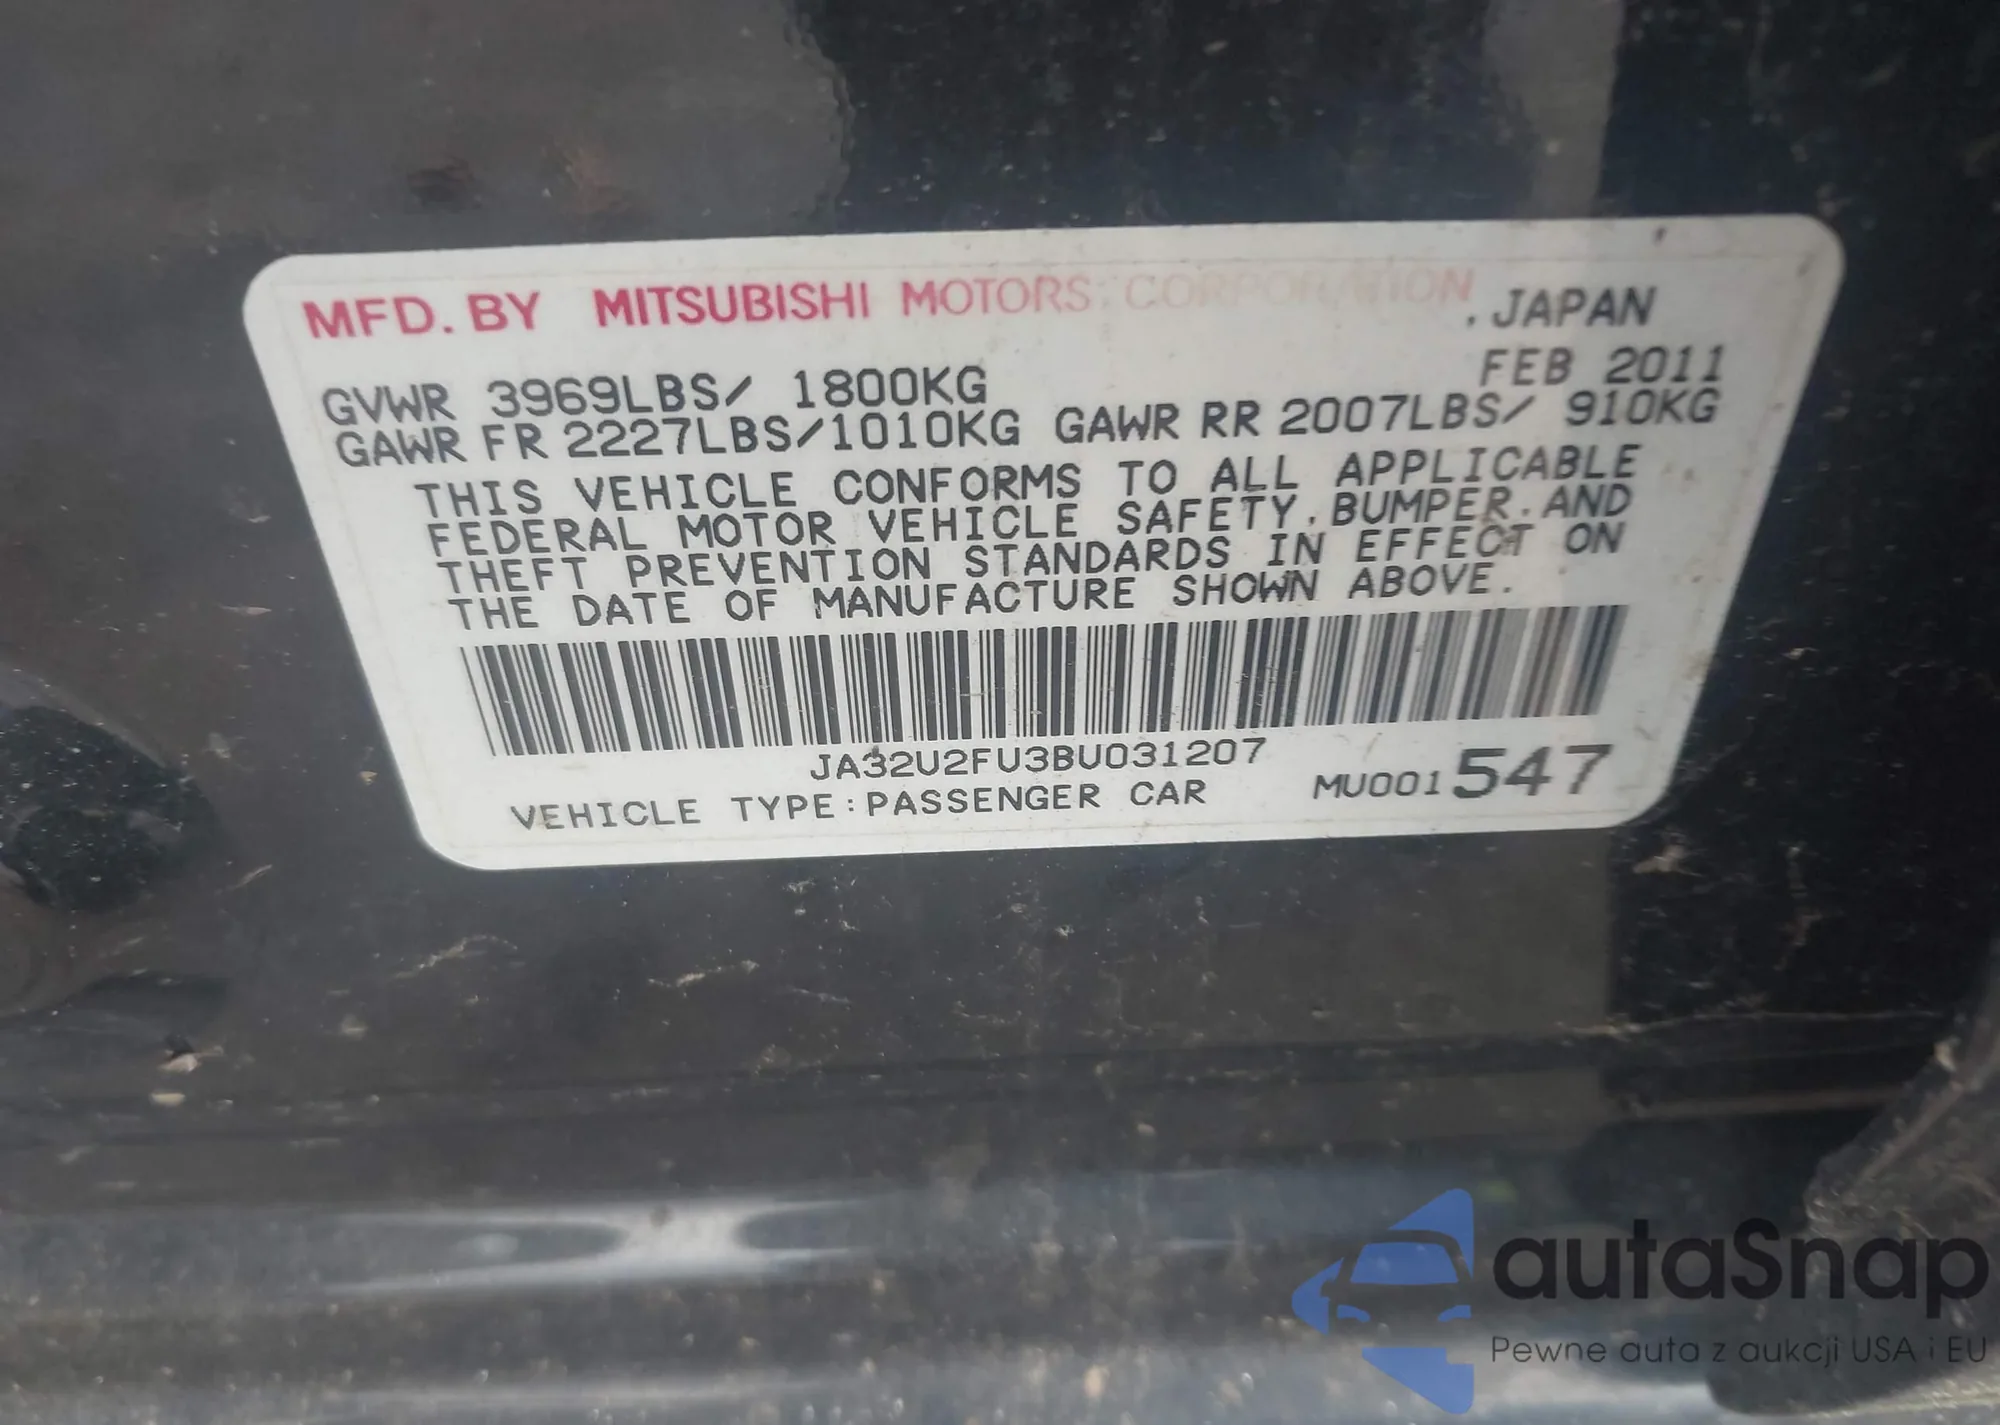 MFD. BY MITSUBISHI MOTORS CORPORATION , JAPAN
FEB 2011
GVWR 3969LBS/ 1800KG
GAWR FR 2227LBS/1010KG GAWR RR 2007LBS/ 910KG
THIS VEHICLE CONFORMS TO ALL APPLICABLE
FEDERAL MOTOR VEHICLE SAFETY, BUMPER, AND
THEFT PREVENTION STANDARDS IN EFFECT ON
THE DATE OF MANUFACTURE SHOWN ABOVE.
JA32U2FU3BU031207
VEHICLE TYPE:PASSENGER CAR MU001547
autaSnap
Pewne auta z aukcji USA i EU